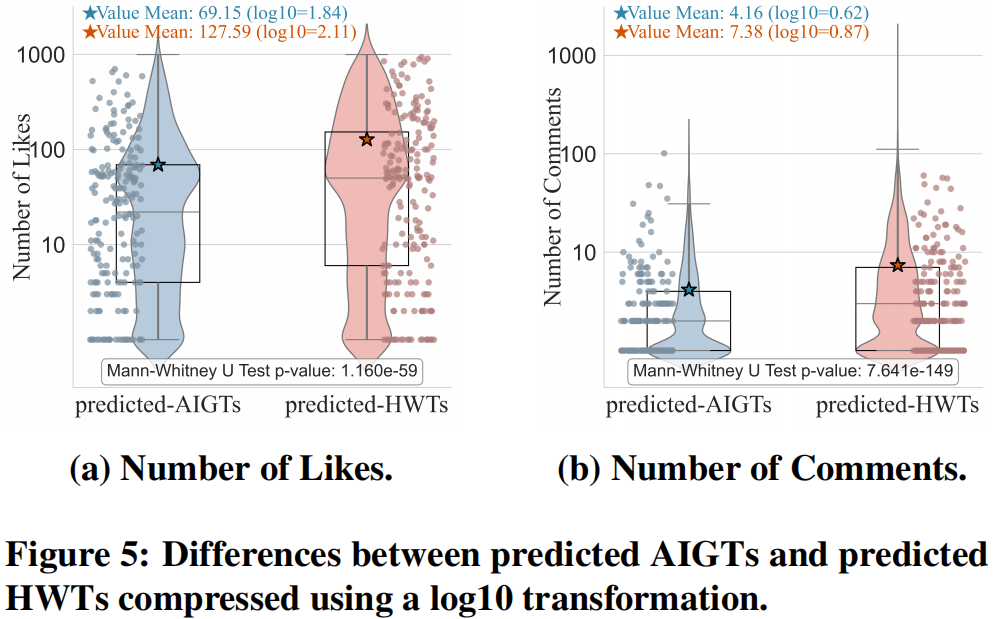 ★Value Mean: 69.15 (log10=1.84)
★Value Mean: 127.59 (log10=2.11)
1000
100
10
Number of Likes
Mann-Whitney U Test p-value: 1.160e-59
predicted-AIGTs predicted-HWTs
(a) Number of Likes.
★Value Mean: 4.16 (log10=0.62)
★Value Mean: 7.38 (log10=0.87)
1000
100
10
Number of Comments
Mann-Whitney U Test p-value: 7.641e-149
predicted-AIGTs predicted-HWTs
(b) Number of Comments.
Figure 5: Differences between predicted AIGTs and predicted
HWTs compressed using a log10 transformation.